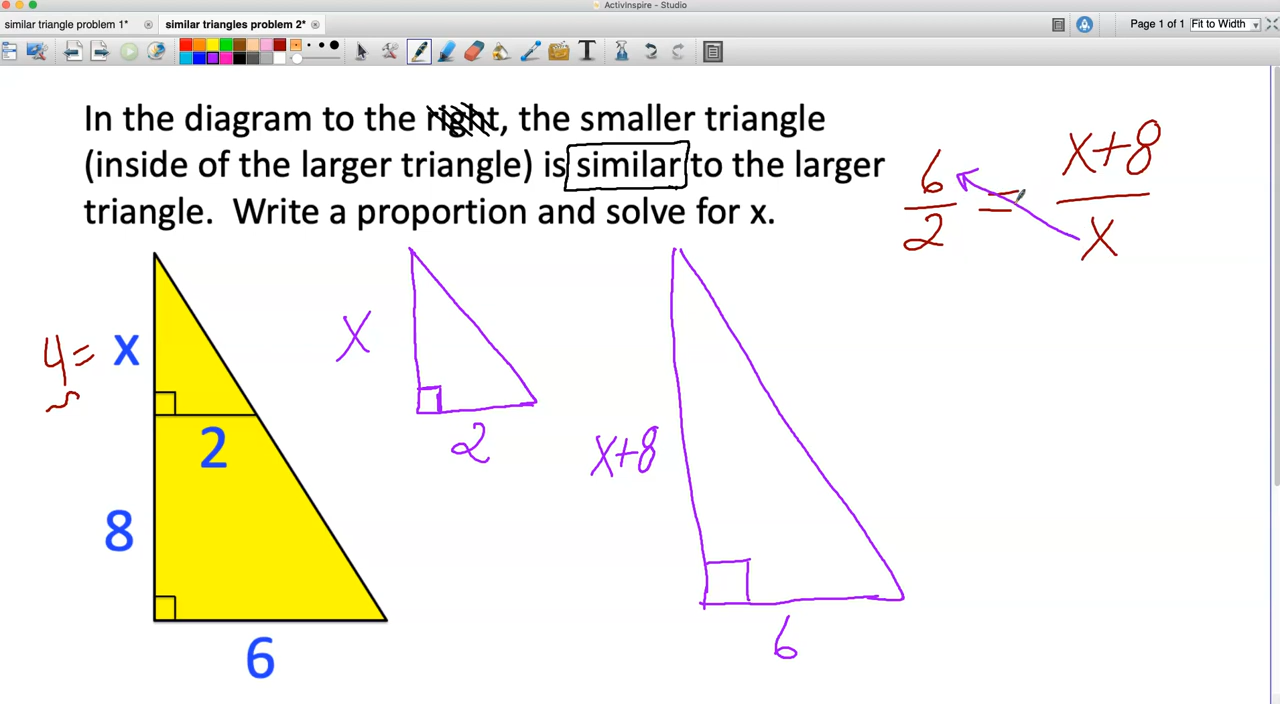 ActivInspire - Studio
similar triangle problem 1*
similar triangles problem 2*
Page 1 of 1
Fit to Width
In the diagram to the right, the smaller triangle
(inside of the larger triangle) is similar to the larger
triangle. Write a proportion and solve for x.
6
2
=
x+8
x
4 =
x
2
8
6
x
2
x+8
6